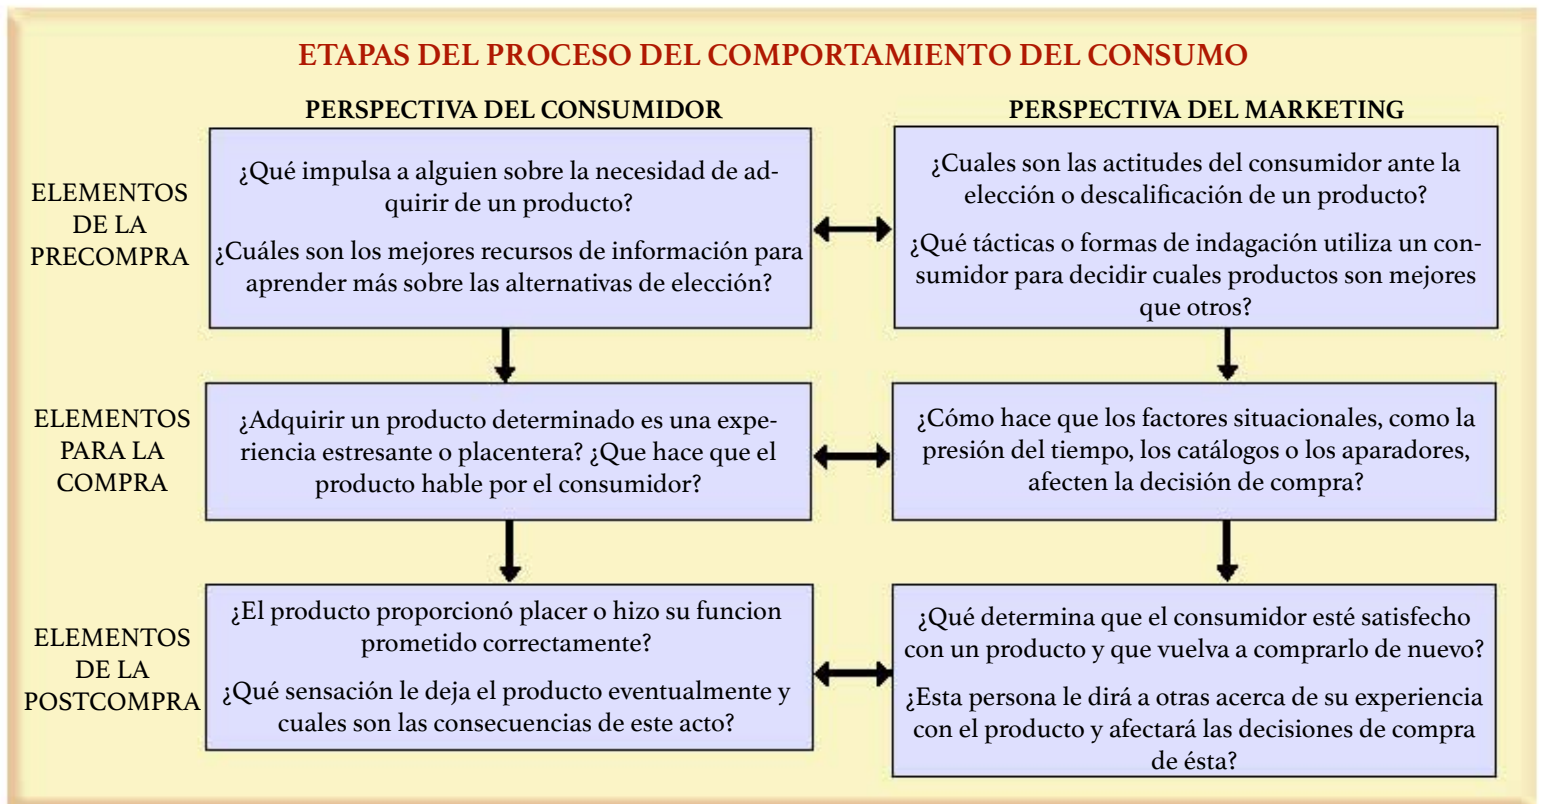 ETAPAS DEL PROCESO DEL COMPORTAMIENTO DEL CONSUMO
PERSPECTIVA DEL CONSUMIDOR
PERSPECTIVA DEL MARKETING
ELEMENTOS
DE LA
PRECOMPRA
¿Qué impulsa a alguien sobre la necesidad de ad-
quirir de un producto?
¿Cuáles son los mejores recursos de información para
aprender más sobre las alternativas de elección?
¿Cuales son las actitudes del consumidor ante la
elección o descalificación de un producto?
¿Qué tácticas o formas de indagación utiliza un con-
sumidor para decidir cuales productos son mejores
que otros?
ELEMENTOS
PARA LA
COMPRA
¿Adquirir un producto determinado es una expe-
riencia estresante o placentera? ¿Que hace que el
producto hable por el consumidor?
¿Cómo hace que los factores situacionales, como la
presión del tiempo, los catálogos o los aparadores,
afecten la decisión de compra?
ELEMENTOS
DE LA
POSTCOMPRA
¿El producto proporcionó placer o hizo su funcion
prometido correctamente?
¿Qué sensación le deja el producto eventualmente y
cuales son las consecuencias de este acto?
¿Qué determina que el consumidor esté satisfecho
con un producto y que vuelva a comprarlo de nuevo?
¿Esta persona le dirá a otras acerca de su experiencia
con el producto y afectará las decisiones de compra
de ésta?